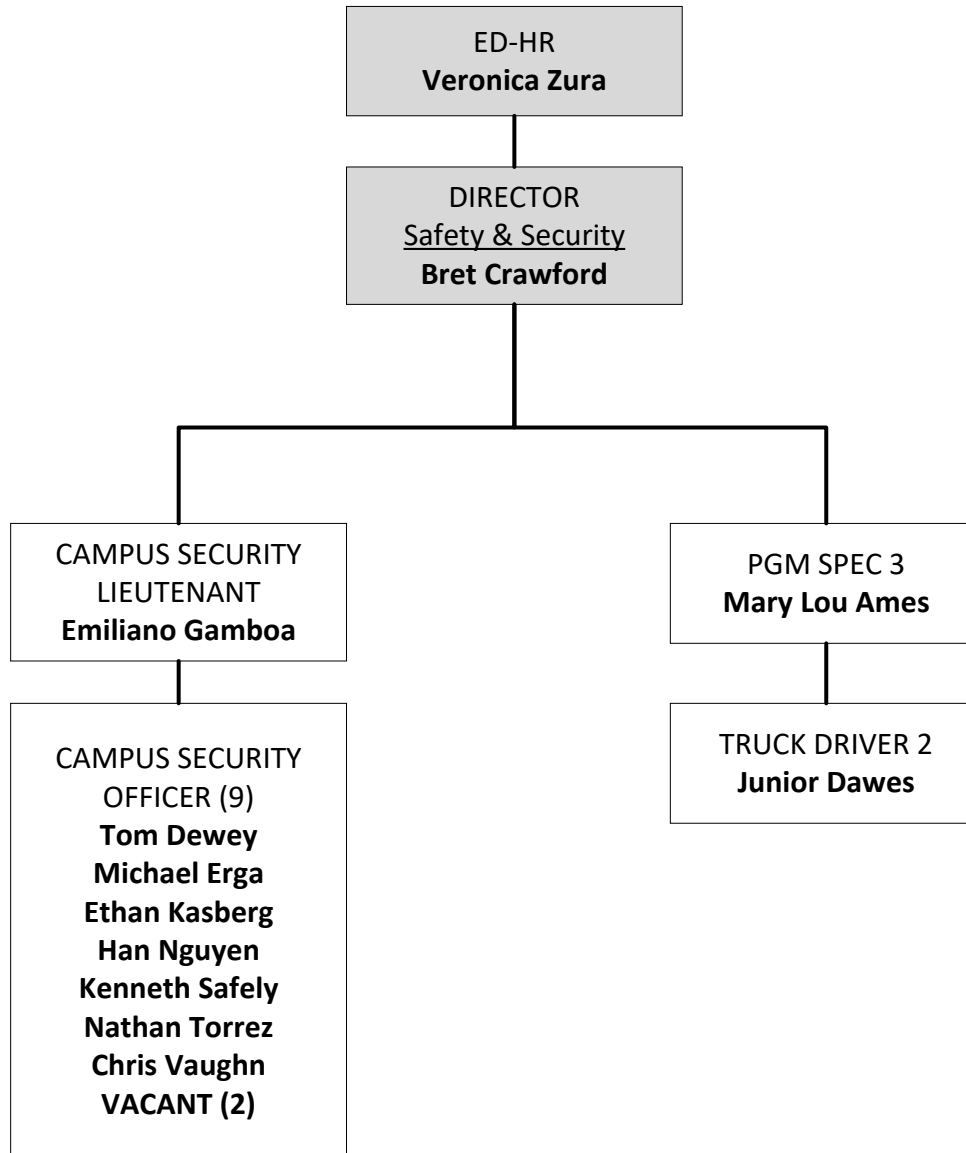 ED-HR
Veronica Zura
DIRECTOR
Safety & Security
Bret Crawford
CAMPUS SECURITY
LIEUTENANT
Emiliano Gamboa
PGM SPEC 3
Mary Lou Ames
CAMPUS SECURITY
OFFICER (9)
Tom Dewey
Michael Erga
Ethan Kasberg
Han Nguyen
Kenneth Safely
Nathan Torrez
Chris Vaughn
VACANT (2)
TRUCK DRIVER 2
Junior Dawes